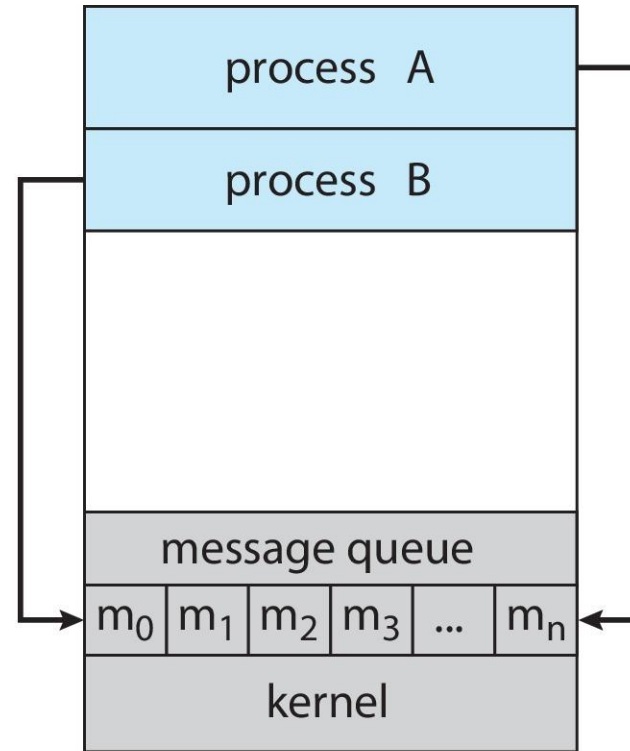 process A
process B
message queue
m₀ m₁ m₂ m₃ ... mₙ
kernel